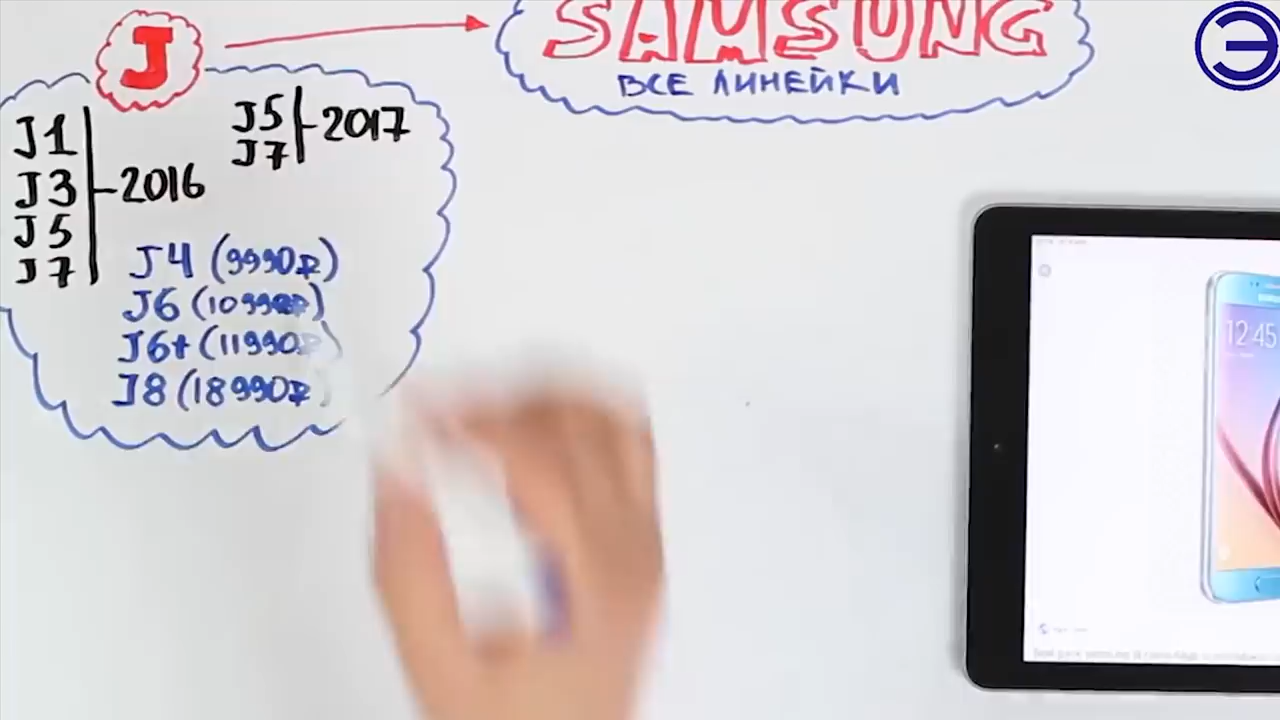 J
SAMSUNG
ВСЕ ЛИНЕЙКИ
Э
J1
J3
J5
J7
2016
J5
J7
2017
J4 (9990₽)
J6 (10990₽)
J6+ (11990₽
J8 (18990₽)
12:45